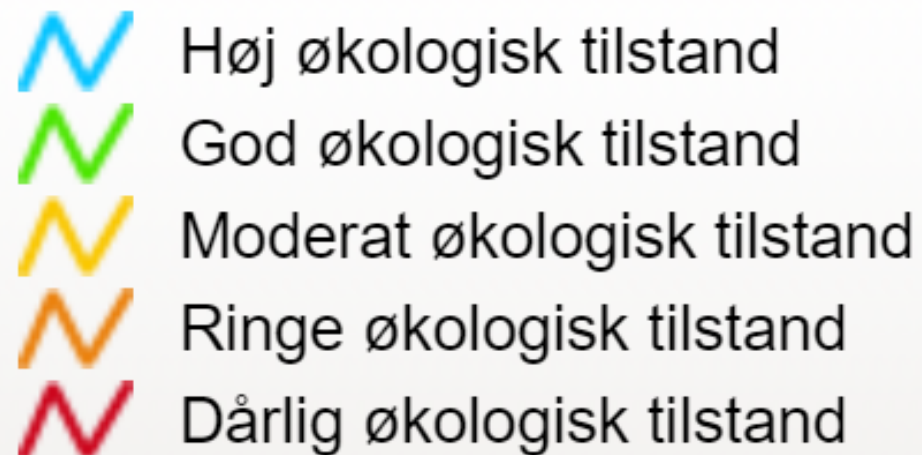 Høj økologisk tilstand
God økologisk tilstand
Moderat økologisk tilstand
Ringe økologisk tilstand
Dårlig økologisk tilstand